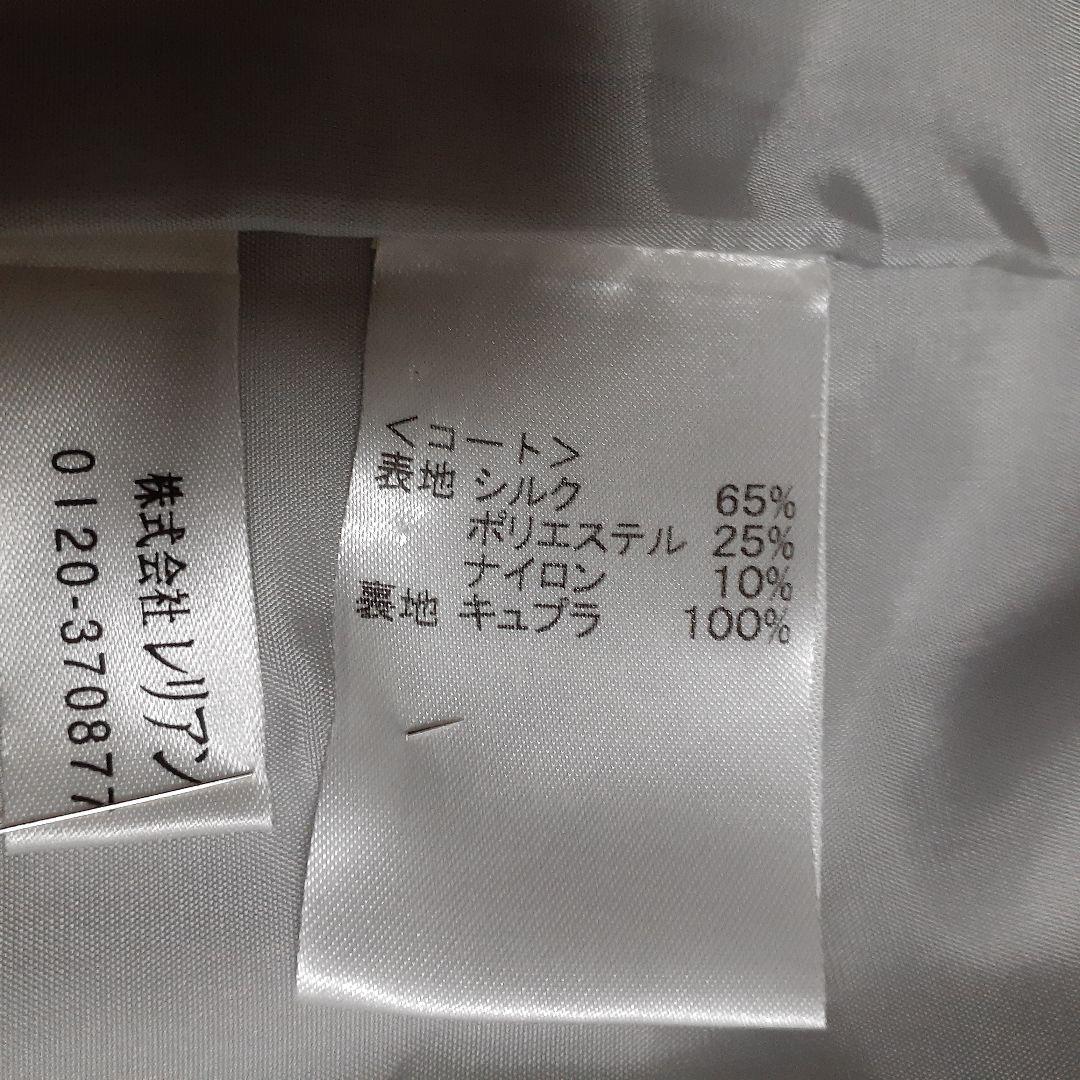 <コート>
表地 シルク 65%
ポリエステル 25%
ナイロン 10%
裏地 キュプラ 100%
株式会社レリアン
0120-370877